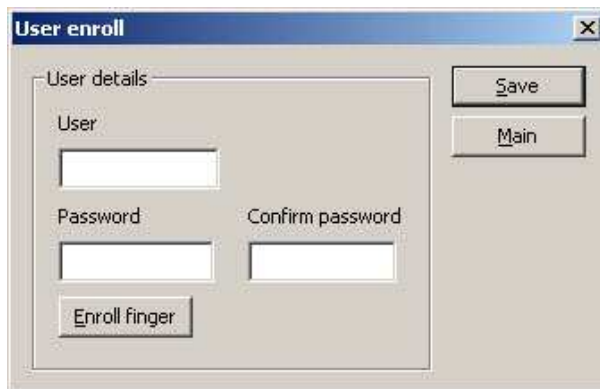 User enroll
User details
Save
User
Main
Password Confirm password
Enroll finger